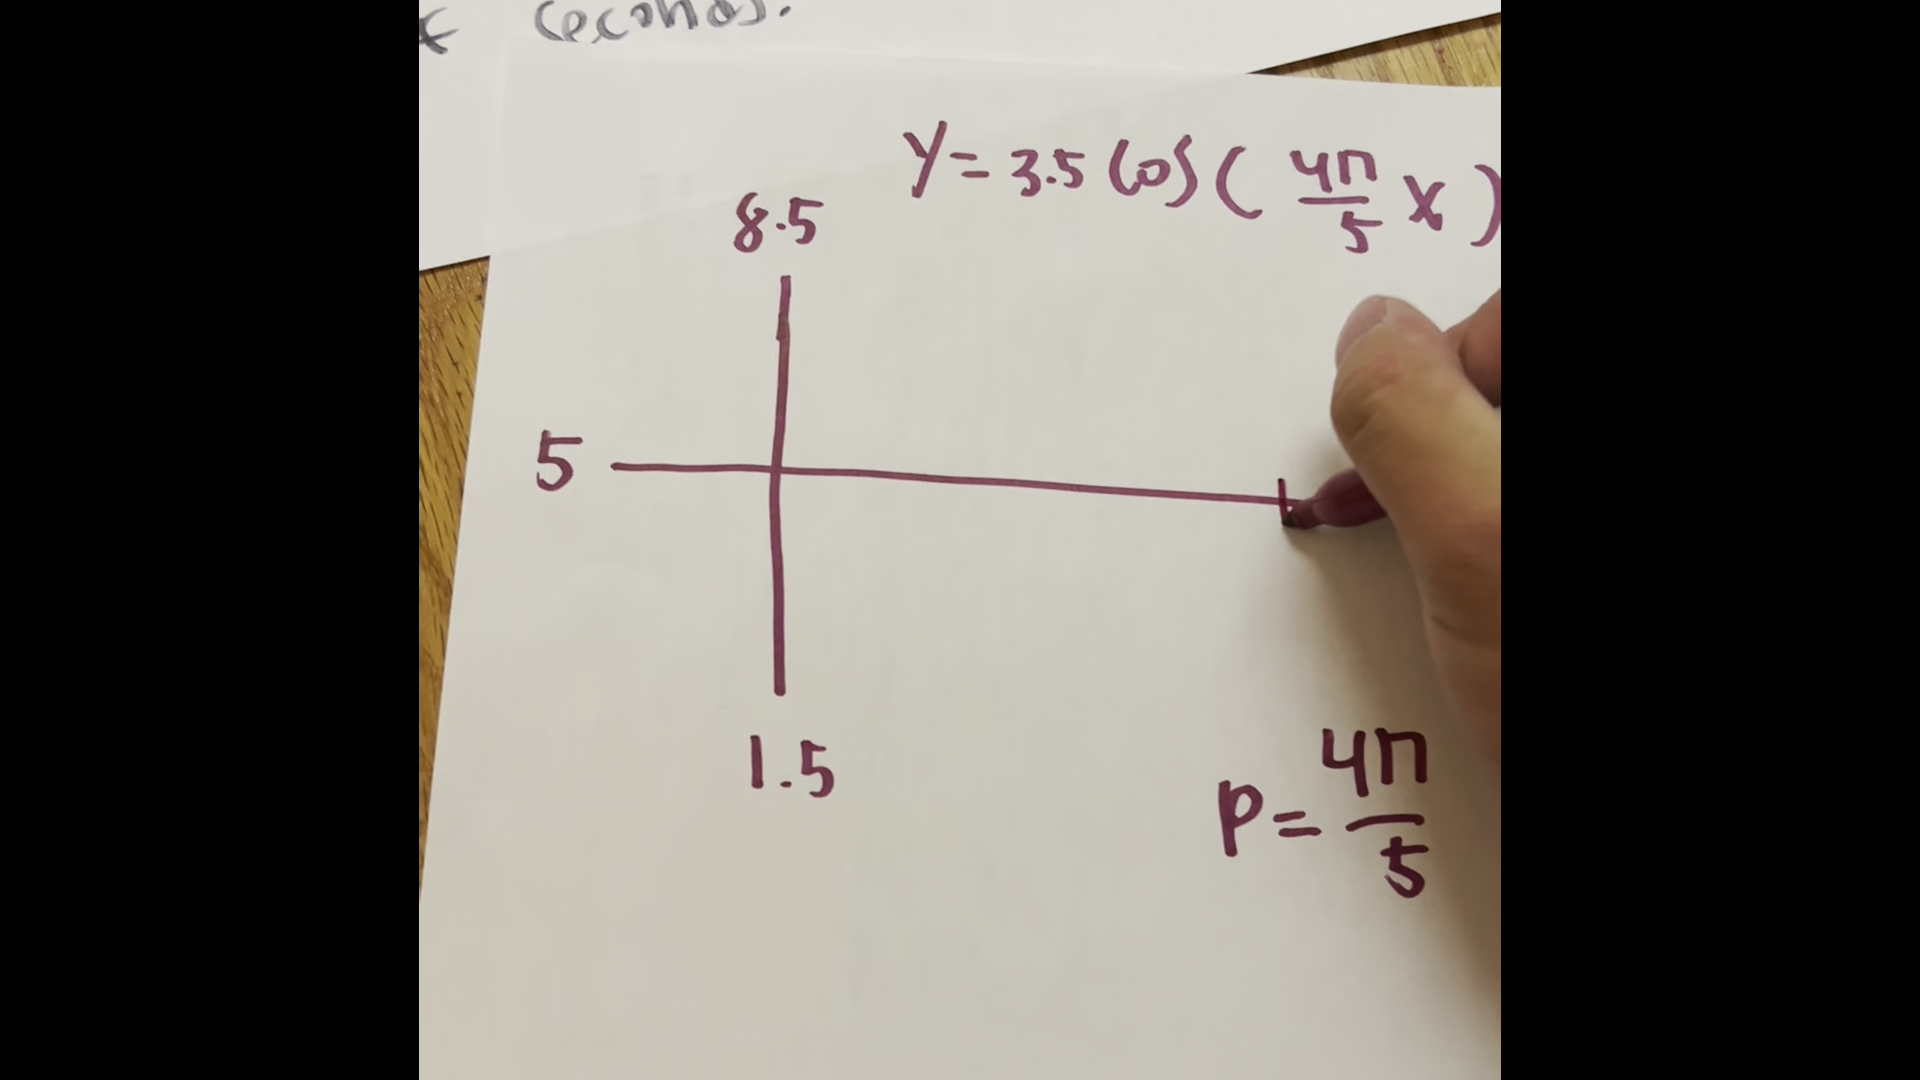 seconds.
y = 3.5 cos( 4π/5 x )
8.5
5
1.5
P = 4π/5